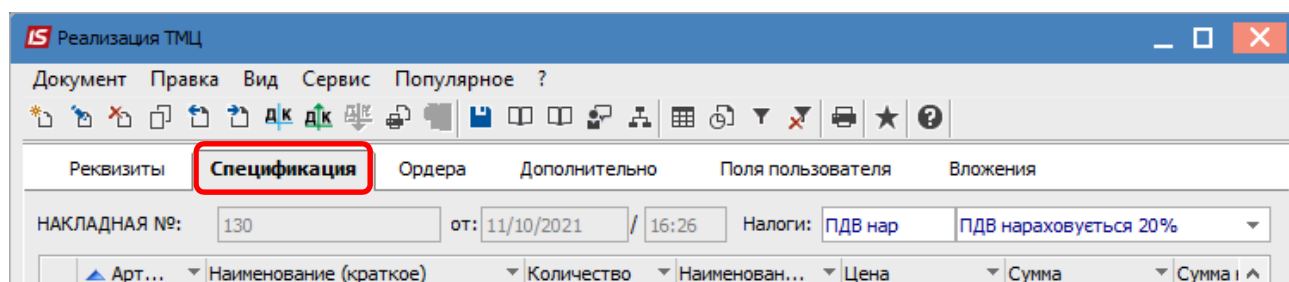 IS Реализация ТМЦ
Документ Правка Вид Сервис Популярное ?
Д К Д К Д К ?
Реквизиты Спецификация Ордера Дополнительно Поля пользователя Вложения
НАКЛАДНАЯ №: 130 от: 11/10/2021 / 16:26 Налоги: ПДВ нар ПДВ нараховується 20%
Арт... Наименование (краткое) Количество Наименован... Цена Сумма Сумма